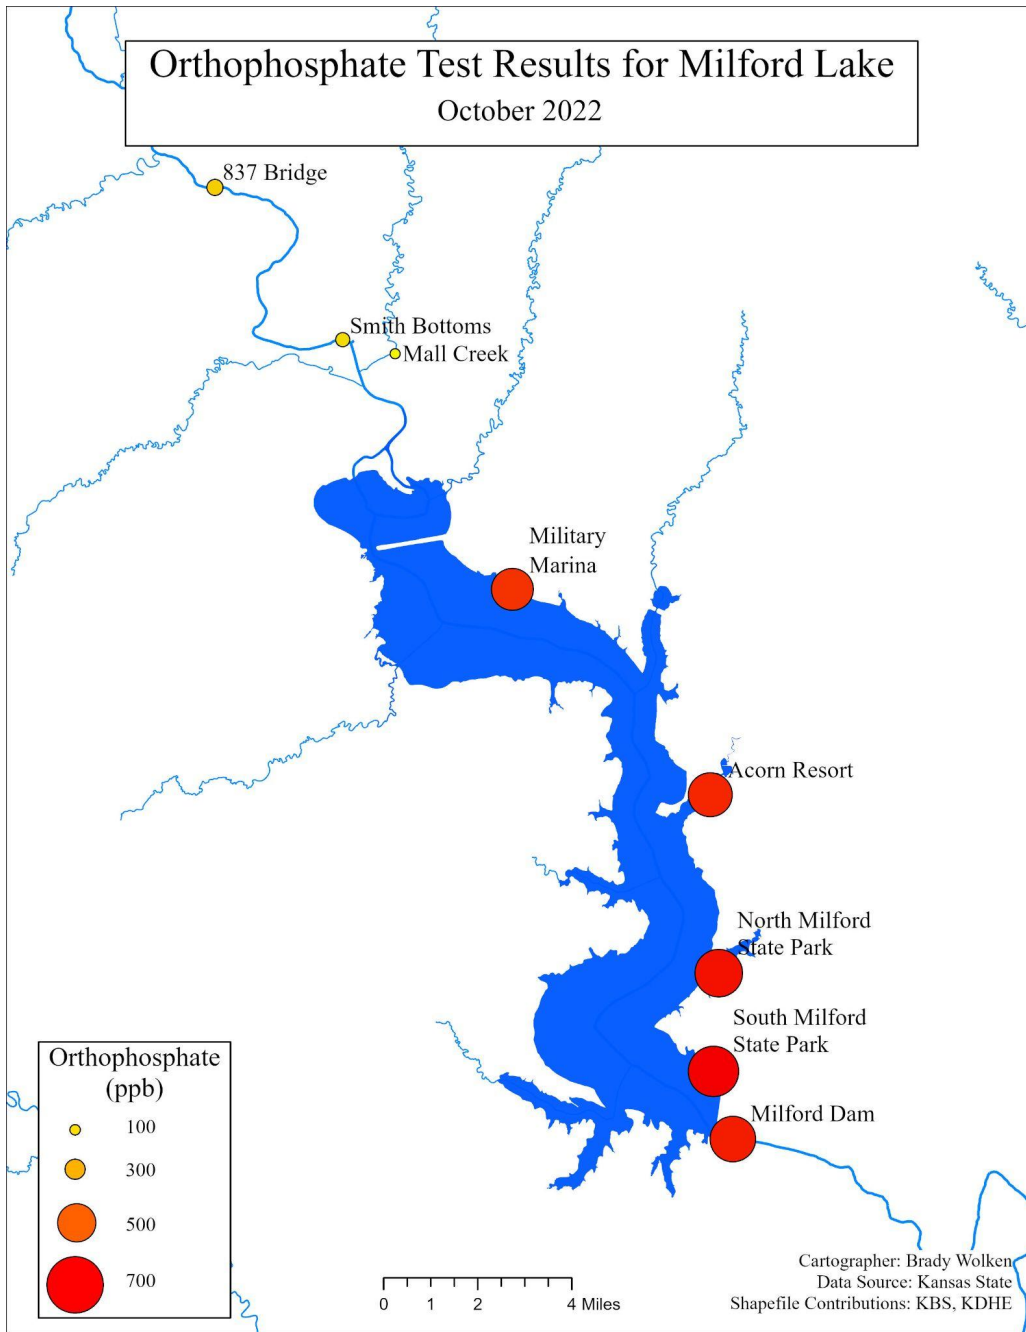 Orthophosphate Test Results for Milford Lake
October 2022
837 Bridge
Smith Bottoms
Mall Creek
Military
Marina
Acorn Resort
North Milford
State Park
South Milford
State Park
Milford Dam
Orthophosphate
(ppb)
100
300
500
700
0 1 2 4 Miles
Cartographer: Brady Wolken
Data Source: Kansas State
Shapefile Contributions: KBS, KDHE